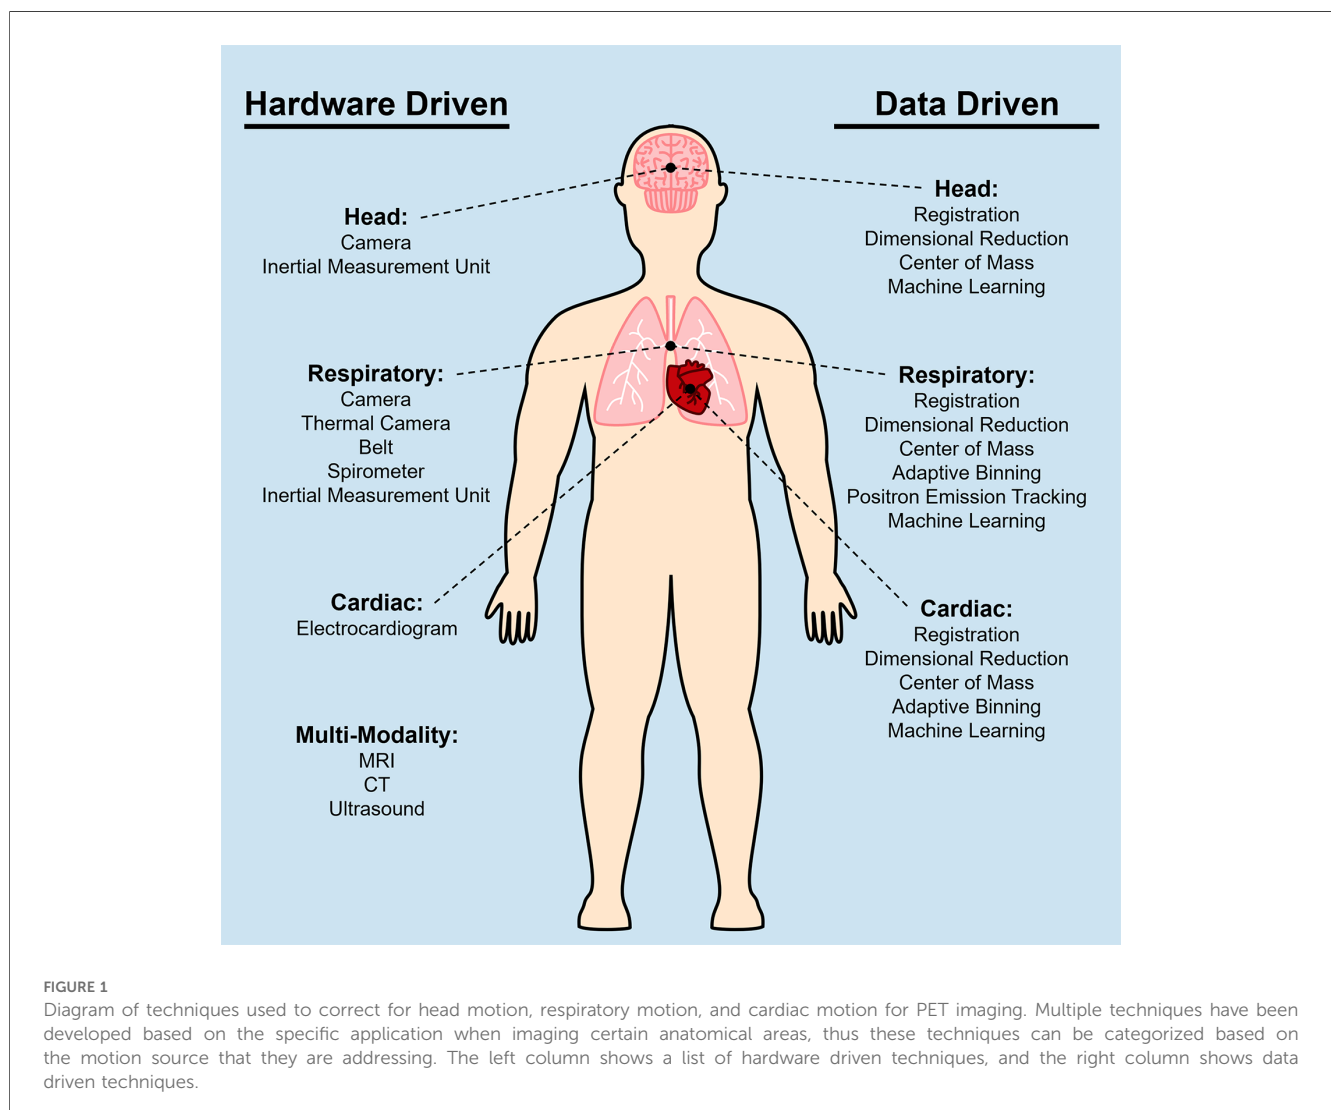 Hardware Driven
Head:
Camera
Inertial Measurement Unit
Respiratory:
Camera
Thermal Camera
Belt
Spirometer
Inertial Measurement Unit
Cardiac:
Electrocardiogram
Multi-Modality:
MRI
CT
Ultrasound
Data Driven
Head:
Registration
Dimensional Reduction
Center of Mass
Machine Learning
Respiratory:
Registration
Dimensional Reduction
Center of Mass
Adaptive Binning
Positron Emission Tracking
Machine Learning
Cardiac:
Registration
Dimensional Reduction
Center of Mass
Adaptive Binning
Machine Learning
FIGURE 1
Diagram of techniques used to correct for head motion, respiratory motion, and cardiac motion for PET imaging. Multiple techniques have been
developed based on the specific application when imaging certain anatomical areas, thus these techniques can be categorized based on
the motion source that they are addressing. The left column shows a list of hardware driven techniques, and the right column shows data
driven techniques.